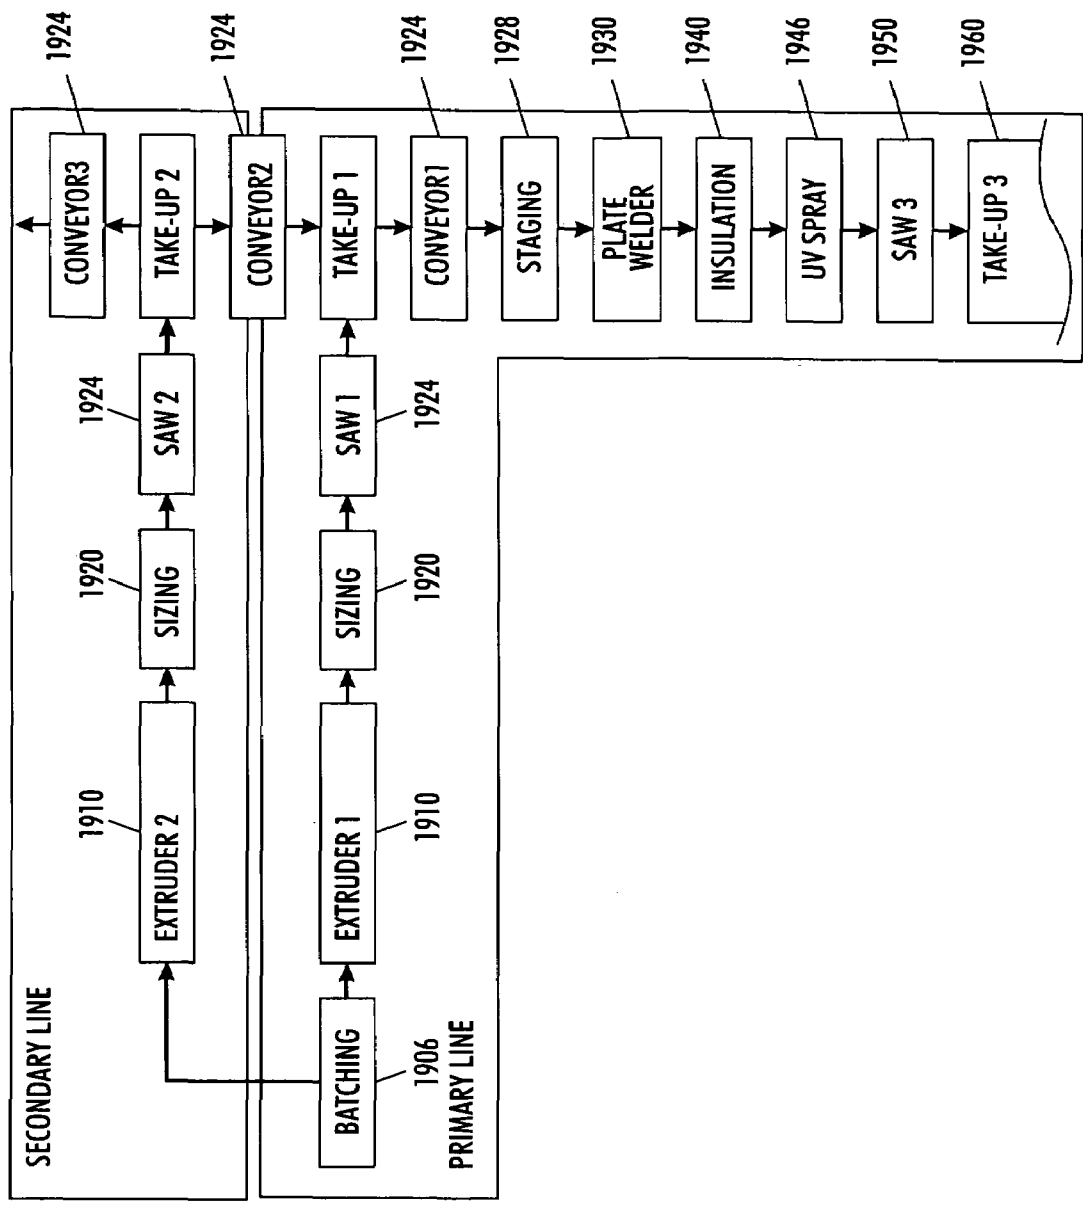 SECONDARY LINE
EXTRUDER 2
1910
SIZING
1920
SAW 2
1924
TAKE-UP 2
CONVEYOR3
1924
CONVEYOR2
1924
PRIMARY LINE
BATCHING
1906
EXTRUDER 1
1910
SIZING
1920
SAW 1
1924
TAKE-UP 1
CONVEYOR1
1924
STAGING
1928
PLATE
WELDER
1930
INSULATION
1940
UV SPRAY
1946
SAW 3
1950
TAKE-UP 3
1960